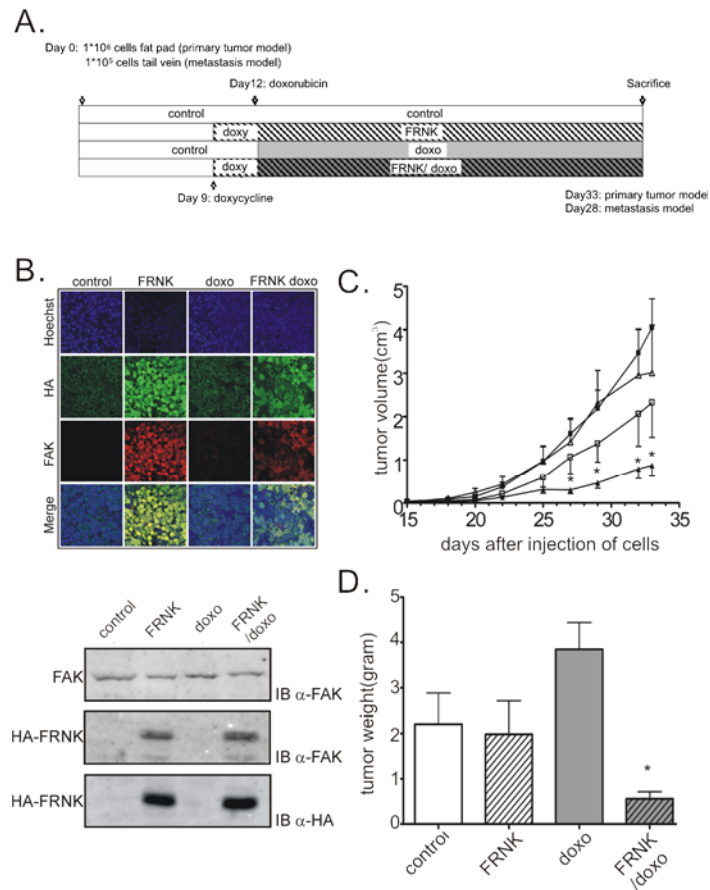 A.
Day 0: 1*10⁶ cells fat pad (primary tumor model)
1*10⁵ cells tail vein (metastasis model)
Day12: doxorubicin
Sacrifice
control
control
doxy
FRNK
control
doxo
doxy
FRNK/ doxo
Day 9: doxycycline
Day33: primary tumor model
Day28: metastasis model
B.
control
FRNK
doxo
FRNK doxo
Hoechst
HA
FAK
Merge
control
FRNK
doxo
FRNK
/doxo
FAK
IB α-FAK
HA-FRNK
IB α-FAK
HA-FRNK
IB α-HA
C.
tumor volume(cm³)
5
4
3
2
1
0
15
20
25
30
35
* * * *
days after injection of cells
D.
tumor weight(gram)
5
4
3
2
1
0
*
control
FRNK
doxo
FRNK
/doxo